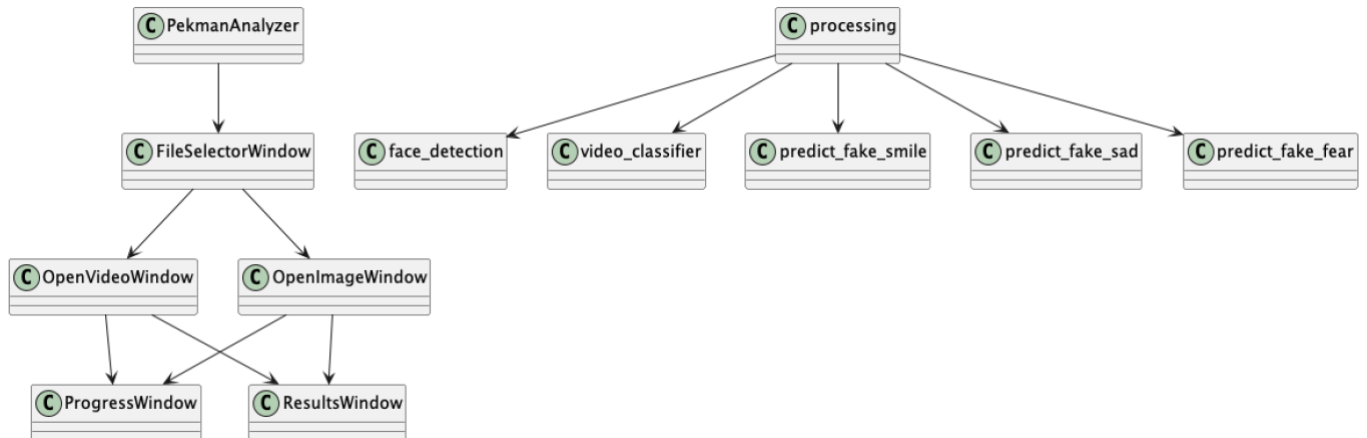 C PekmanAnalyzer
C processing
C FileSelectorWindow
C face_detection
C video_classifier
C predict_fake_smile
C predict_fake_sad
C predict_fake_fear
C OpenVideoWindow
C OpenImageWindow
C ProgressWindow
C ResultsWindow